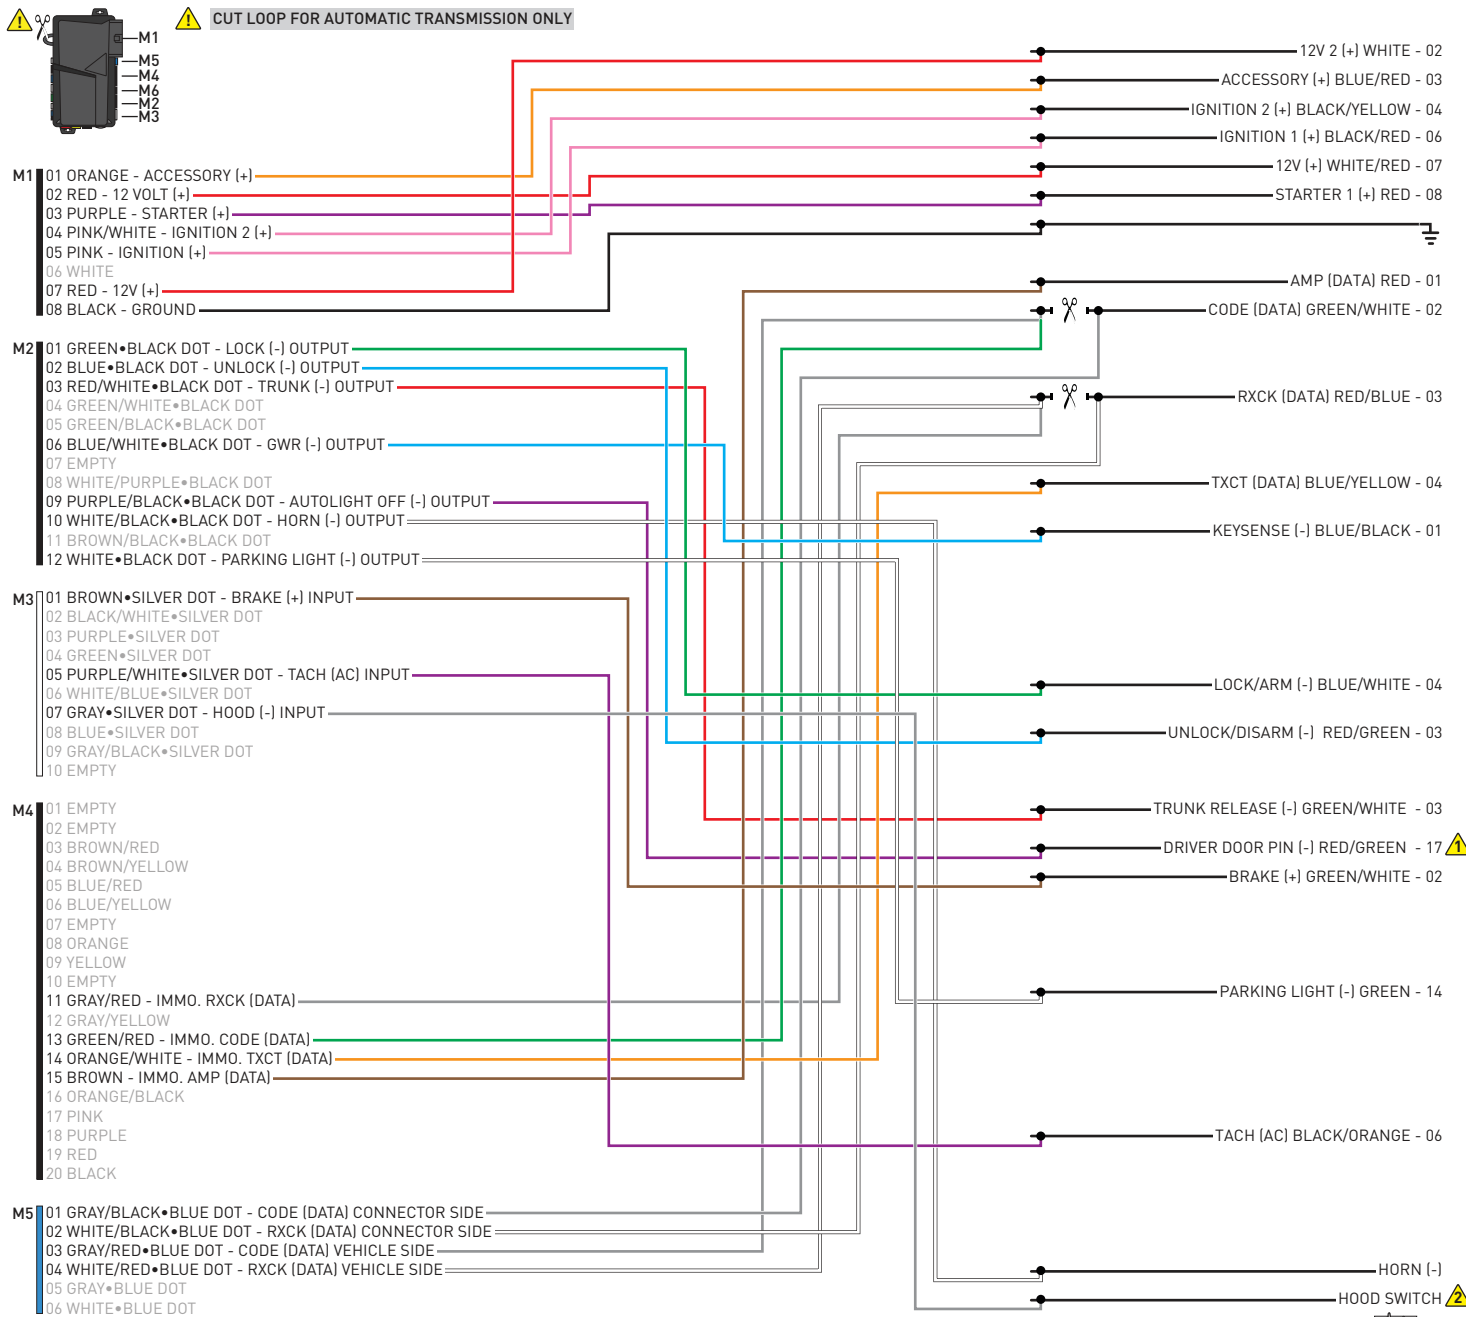 CUT LOOP FOR AUTOMATIC TRANSMISSION ONLY
M1
M5
M4
M6
M2
M3
12V 2 (+) WHITE - 02
ACCESSORY (+) BLUE/RED - 03
IGNITION 2 (+) BLACK/YELLOW - 04
IGNITION 1 (+) BLACK/RED - 06
12V (+) WHITE/RED - 07
STARTER 1 (+) RED - 08
AMP (DATA) RED - 01
CODE (DATA) GREEN/WHITE - 02
RXCK (DATA) RED/BLUE - 03
TXCT (DATA) BLUE/YELLOW - 04
KEYSENSE (-) BLUE/BLACK - 01
LOCK/ARM (-) BLUE/WHITE - 04
UNLOCK/DISARM (-) RED/GREEN - 03
TRUNK RELEASE (-) GREEN/WHITE - 03
DRIVER DOOR PIN (-) RED/GREEN - 17 1
BRAKE (+) GREEN/WHITE - 02
PARKING LIGHT (-) GREEN - 14
TACH (AC) BLACK/ORANGE - 06
HORN (-)
HOOD SWITCH 2
M1
01 ORANGE - ACCESSORY (+)
02 RED - 12 VOLT (+)
03 PURPLE - STARTER (+)
04 PINK/WHITE - IGNITION 2 (+)
05 PINK - IGNITION (+)
06 WHITE
07 RED - 12V (+)
08 BLACK - GROUND
M2
01 GREEN•BLACK DOT - LOCK (-) OUTPUT
02 BLUE•BLACK DOT - UNLOCK (-) OUTPUT
03 RED/WHITE•BLACK DOT - TRUNK (-) OUTPUT
04 GREEN/WHITE•BLACK DOT
05 GREEN/BLACK•BLACK DOT
06 BLUE/WHITE•BLACK DOT - GWR (-) OUTPUT
07 EMPTY
08 WHITE/PURPLE•BLACK DOT
09 PURPLE/BLACK•BLACK DOT - AUTOLIGHT OFF (-) OUTPUT
10 WHITE/BLACK•BLACK DOT - HORN (-) OUTPUT
11 BROWN/BLACK•BLACK DOT
12 WHITE•BLACK DOT - PARKING LIGHT (-) OUTPUT
M3
01 BROWN•SILVER DOT - BRAKE (+) INPUT
02 BLACK/WHITE•SILVER DOT
03 PURPLE•SILVER DOT
04 GREEN•SILVER DOT
05 PURPLE/WHITE•SILVER DOT - TACH (AC) INPUT
06 WHITE/BLUE•SILVER DOT
07 GRAY•SILVER DOT - HOOD (-) INPUT
08 BLUE•SILVER DOT
09 GRAY/BLACK•SILVER DOT
10 EMPTY
M4
01 EMPTY
02 EMPTY
03 BROWN/RED
04 BROWN/YELLOW
05 BLUE/RED
06 BLUE/YELLOW
07 EMPTY
08 ORANGE
09 YELLOW
10 EMPTY
11 GRAY/RED - IMMO. RXCK (DATA)
12 GRAY/YELLOW
13 GREEN/RED - IMMO. CODE (DATA)
14 ORANGE/WHITE - IMMO. TXCT (DATA)
15 BROWN - IMMO. AMP (DATA)
16 ORANGE/BLACK
17 PINK
18 PURPLE
19 RED
20 BLACK
M5
01 GRAY/BLACK•BLUE DOT - CODE (DATA) CONNECTOR SIDE
02 WHITE/BLACK•BLUE DOT - RXCK (DATA) CONNECTOR SIDE
03 GRAY/RED•BLUE DOT - CODE (DATA) VEHICLE SIDE
04 WHITE/RED•BLUE DOT - RXCK (DATA) VEHICLE SIDE
05 GRAY•BLUE DOT
06 WHITE•BLUE DOT